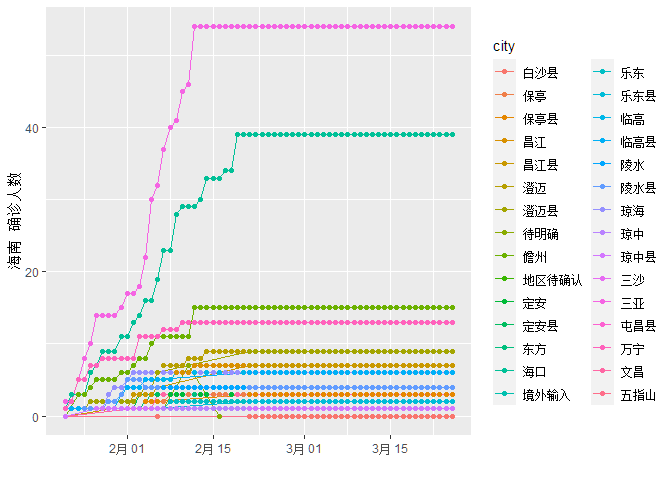 海南 确诊人数
40
20
0
2月 01
2月 15
3月 01
3月 15
city
白沙县
保亭
保亭县
昌江
昌江县
澄迈
澄迈县
待明确
儋州
地区待确认
定安
定安县
东方
海口
境外输入
乐东
乐东县
临高
临高县
陵水
陵水县
琼海
琼中
琼中县
三沙
三亚
屯昌县
万宁
文昌
五指山